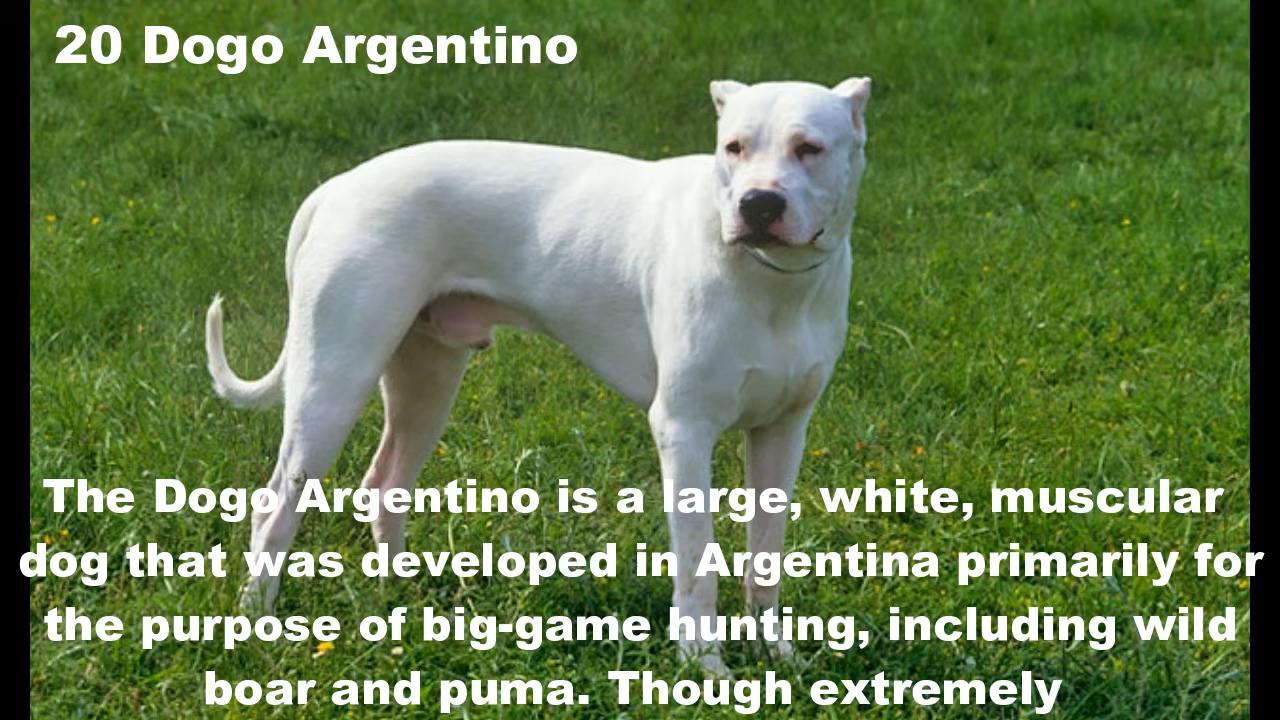 20 Dogo Argentino
The Dogo Argentino is a large, white, muscular
dog that was developed in Argentina primarily for
the purpose of big-game hunting, including wild
boar and puma. Though extremely